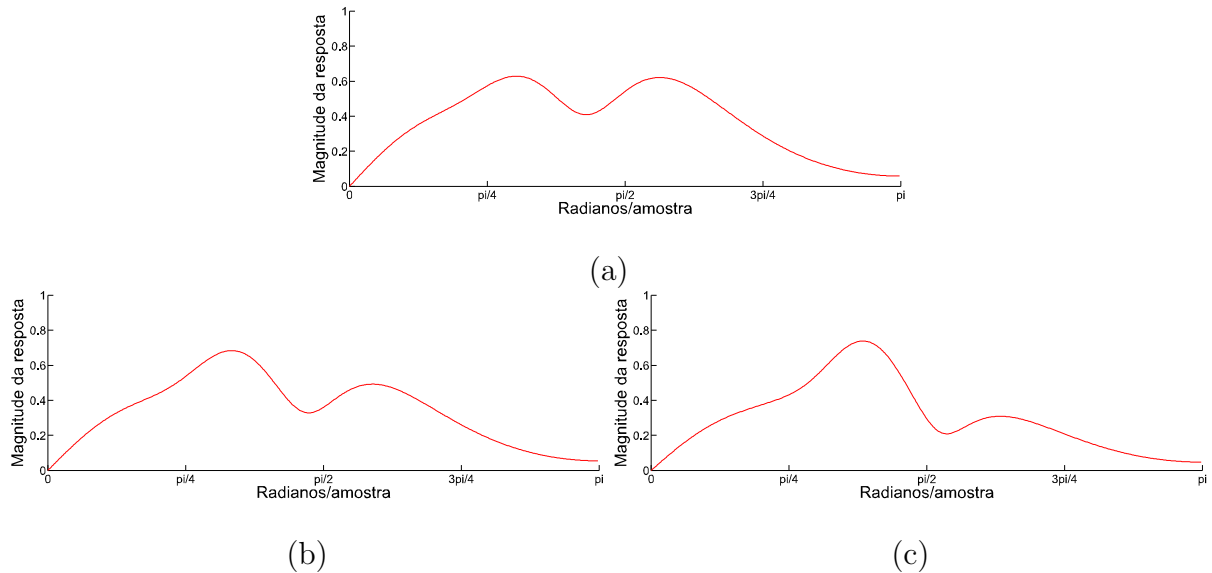 Magnitude da resposta
1
0.8
0.6
0.4
0.2
0
0 pi/4 pi/2 3pi/4 pi
Radianos/amostra
(a)
Magnitude da resposta
1
0.8
0.6
0.4
0.2
0
0 pi/4 pi/2 3pi/4 pi
Radianos/amostra
(b)
Magnitude da resposta
1
0.8
0.6
0.4
0.2
0
0 pi/4 pi/2 3pi/4 pi
Radianos/amostra
(c)